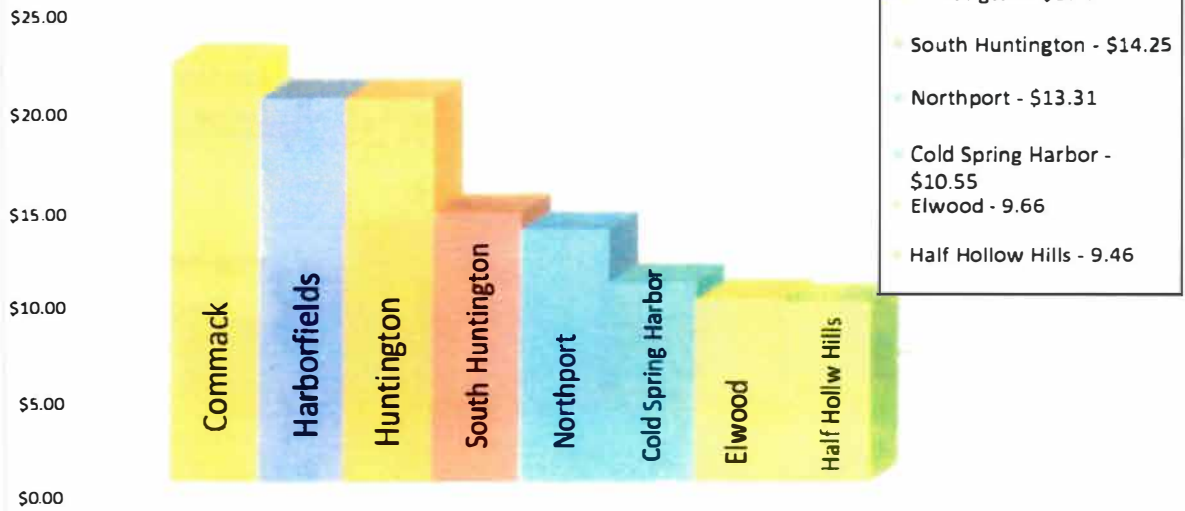 $25.00
$20.00
$15.00
$10.00
$5.00
$0.00
Commack
Harborfields
Huntington
South Huntington
Northport
Cold Spring Harbor
Elwood
Half Hollw Hills
South Huntington - $14.25
Northport - $13.31
Cold Spring Harbor -
$10.55
Elwood - 9.66
Half Hollow Hills - 9.46